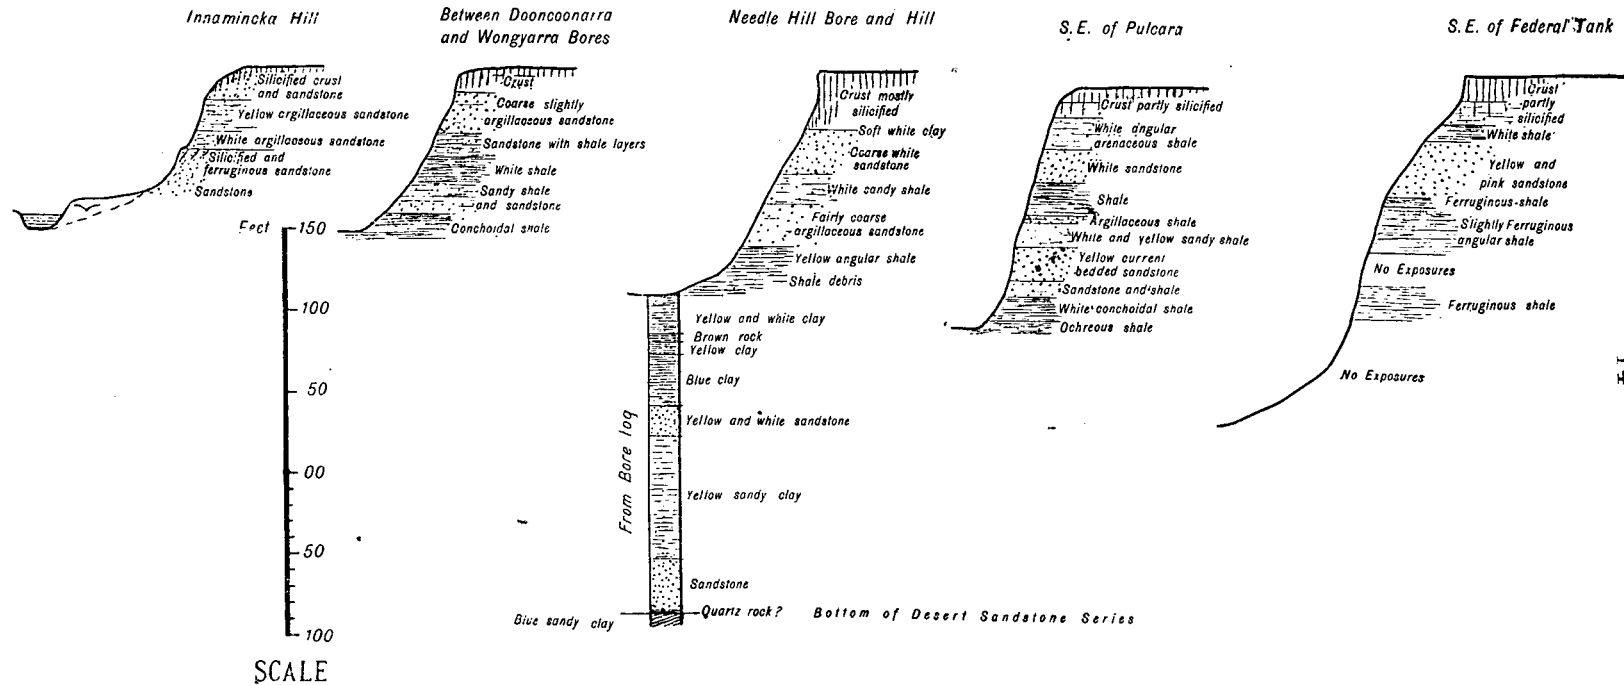 Innamincka Hill
Silicified crust
and sandstone
Yellow argillaceous sandstone
White argillaceous sandstone
Silicified and
ferruginous sandstone
Sandstone
Between Dooncoonarra
and Wongyarra Bores
Crust
Coarse slightly
argillaceous sandstone
Sandstone with shale layers
White shale
Sandy shale
and sandstone
Conchoidal shale
Feet
150
100
50
00
50
100
SCALE
Needle Hill Bore and Hill
Crust mostly
silicified
Soft white clay
Coarse white
sandstone
White sandy shale
Fairly coarse
argillaceous sandstone
Yellow angular shale
Shale debris
From Bore log
Yellow and white clay
Brown rock
Yellow clay
Blue clay
Yellow and white sandstone
Yellow sandy clay
Sandstone
Quartz rock? Bottom of Desert Sandstone Series
Blue sandy clay
S.E. of Pulcara
Crust partly silicified
White angular
arenaceous shale
White sandstone
Shale
Argillaceous shale
White and yellow sandy shale
Yellow current
bedded sandstone
Sandstone and shale
White conchoidal shale
Ochreous shale
S.E. of Federal Tank
Crust
partly
silicified
White shale
Yellow and
pink sandstone
Ferruginous shale
Slightly Ferruginous
angular shale
No Exposures
Ferruginous shale
No Exposures